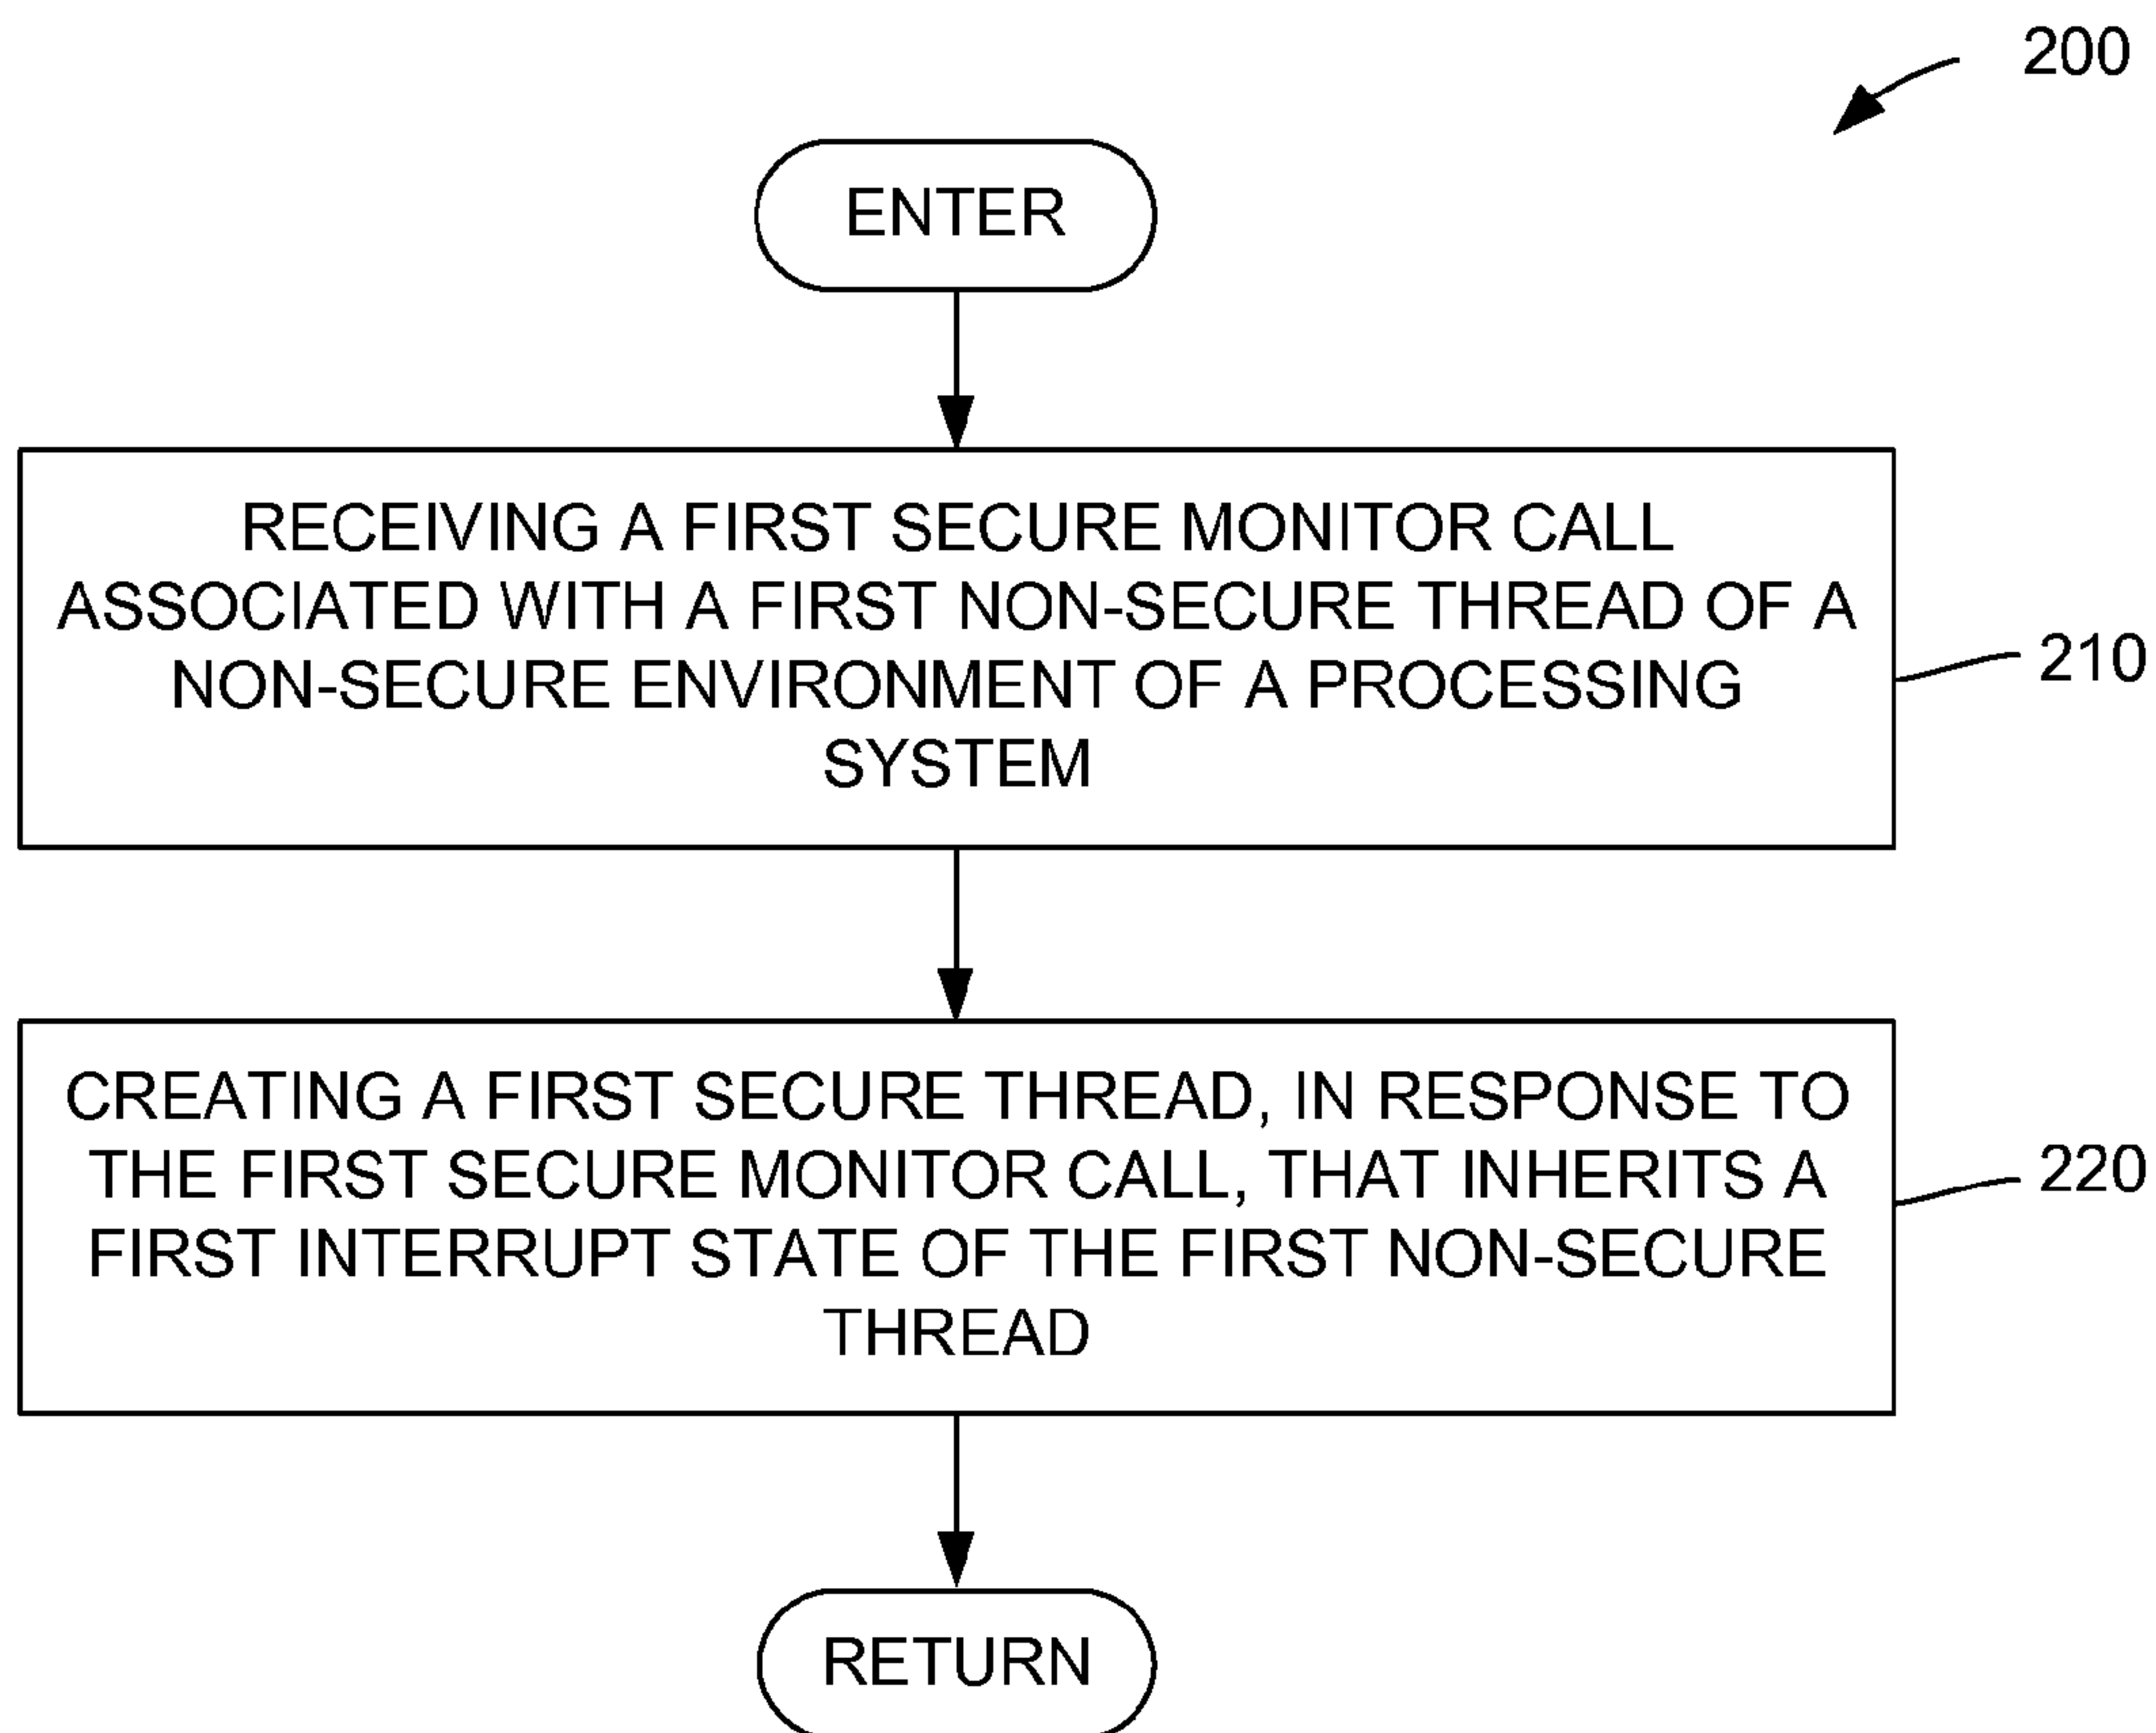 200
ENTER
RECEIVING A FIRST SECURE MONITOR CALL
ASSOCIATED WITH A FIRST NON-SECURE THREAD OF A
NON-SECURE ENVIRONMENT OF A PROCESSING
SYSTEM
210
CREATING A FIRST SECURE THREAD, IN RESPONSE TO
THE FIRST SECURE MONITOR CALL, THAT INHERITS A
FIRST INTERRUPT STATE OF THE FIRST NON-SECURE
THREAD
220
RETURN